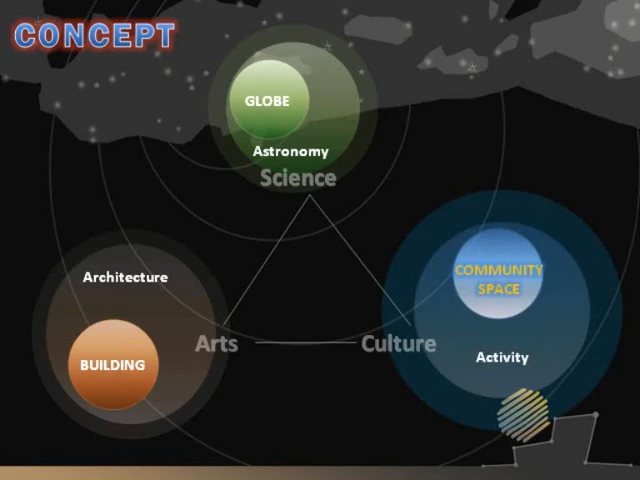 CONCEPT
GLOBE
Astronomy
Science
Architecture
BUILDING
Arts
Culture
COMMUNITY
SPACE
Activity